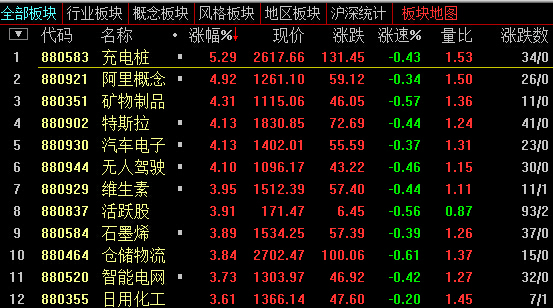 全部板块 行业板块 概念板块 风格板块 地区板块 沪深统计 板块地图
代码 名称 涨幅%↓ 现价 涨跌 涨速% 量比 涨跌数
1 880583 充电桩 5.29 2617.66 131.45 -0.43 1.53 34/0
2 880921 阿里概念 4.92 1261.10 59.12 -0.34 1.50 26/0
3 880351 矿物制品 4.31 1115.06 46.05 -0.57 1.36 11/0
4 880902 特斯拉 4.13 1830.85 72.69 -0.44 1.24 41/0
5 880930 汽车电子 4.13 1402.01 55.59 -0.37 1.31 23/0
6 880944 无人驾驶 4.10 1096.17 43.22 -0.46 1.15 30/0
7 880929 维生素 3.95 1512.39 57.40 -0.44 1.11 11/1
8 880837 活跃股 3.91 171.47 6.45 -0.56 0.87 93/2
9 880584 石墨烯 3.89 1534.25 57.39 -0.39 1.26 37/0
10 880464 仓储物流 3.84 2702.47 100.06 -0.61 1.37 15/0
11 880520 智能电网 3.73 1303.97 46.92 -0.42 1.27 32/0
12 880355 日用化工 3.61 1366.14 47.60 -0.20 1.45 7/1